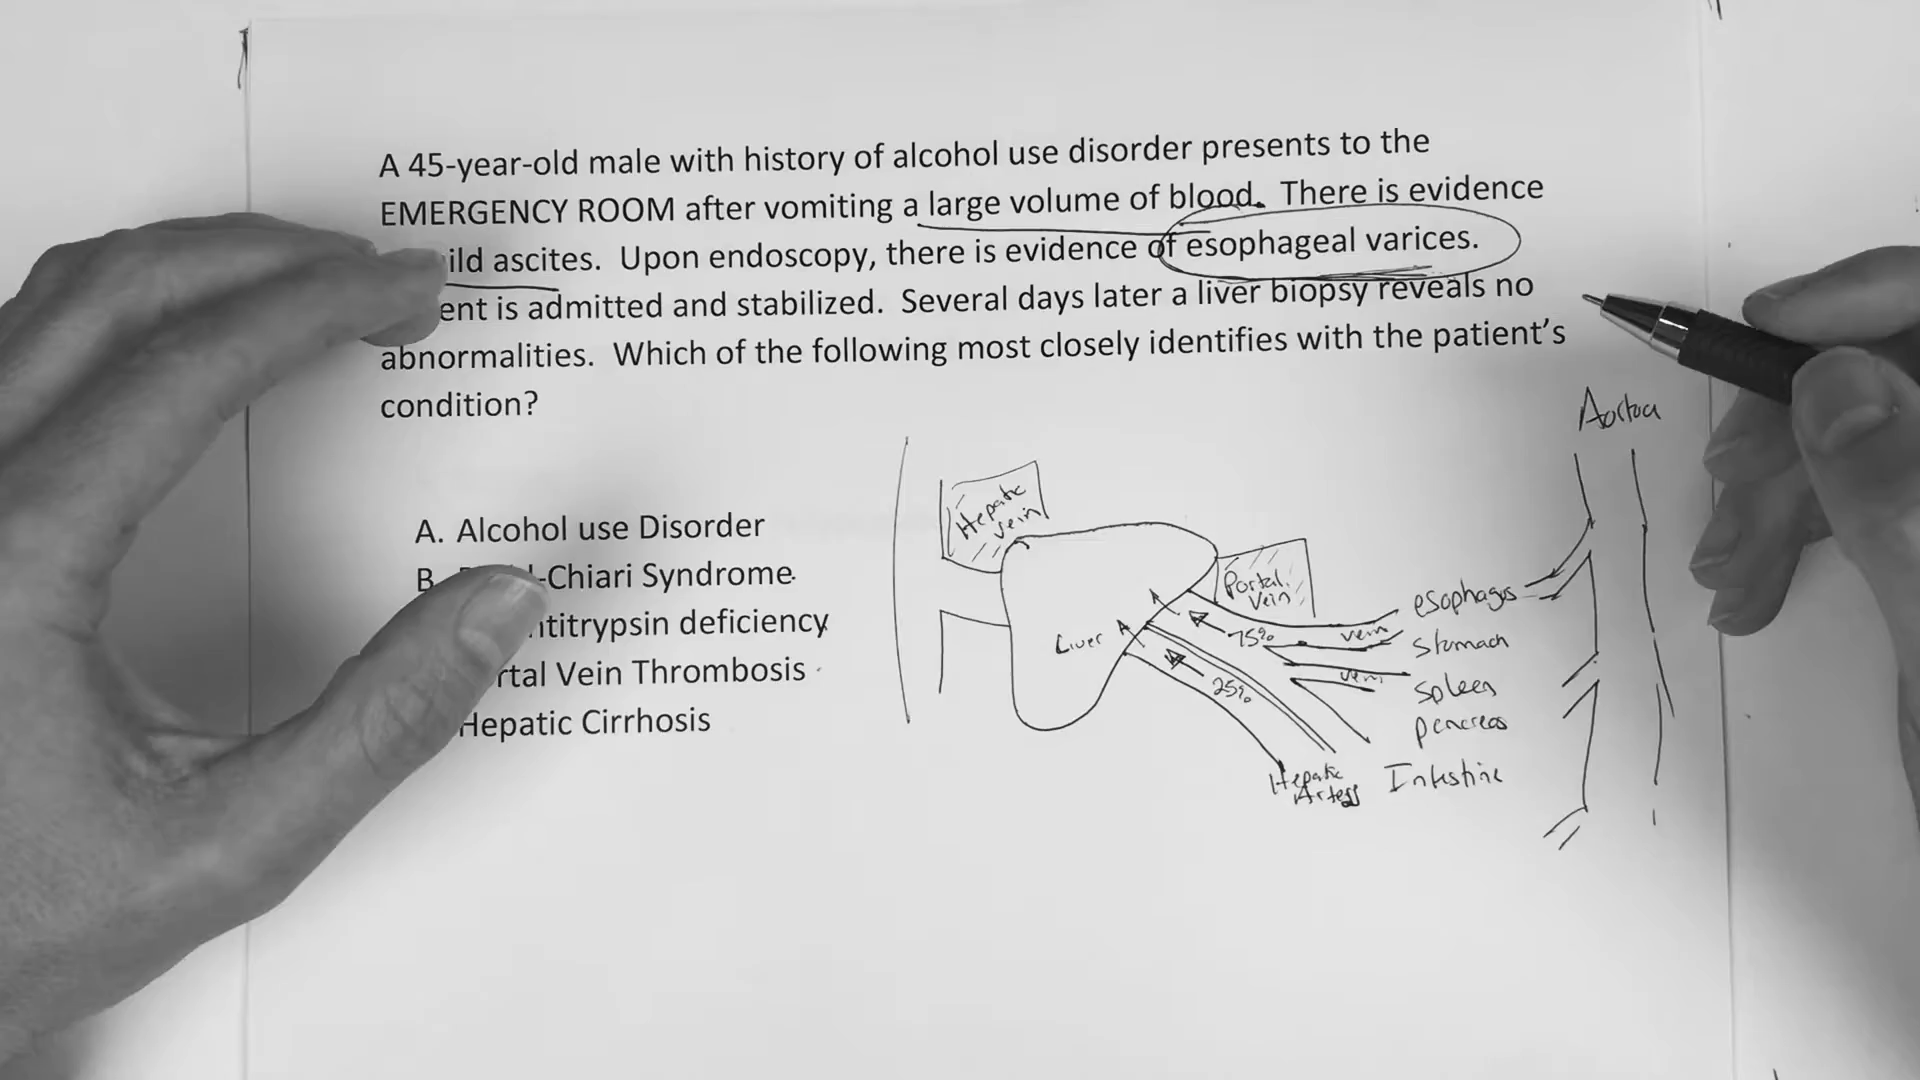 A 45-year-old male with history of alcohol use disorder presents to the
EMERGENCY ROOM after vomiting a large volume of blood. There is evidence
ild ascites. Upon endoscopy, there is evidence of esophageal varices.
ent is admitted and stabilized. Several days later a liver biopsy reveals no
abnormalities. Which of the following most closely identifies with the patient's
condition?
A. Alcohol use Disorder
B. -Chiari Syndrome
ntitrypsin deficiency
rtal Vein Thrombosis
Hepatic Cirrhosis
Aorta
Hepatic
vein
Portal
Vein
Liver
75%
25%
vein
vein
esophagus
stomach
spleen
pancreas
Intestine
Hepatic
Artery